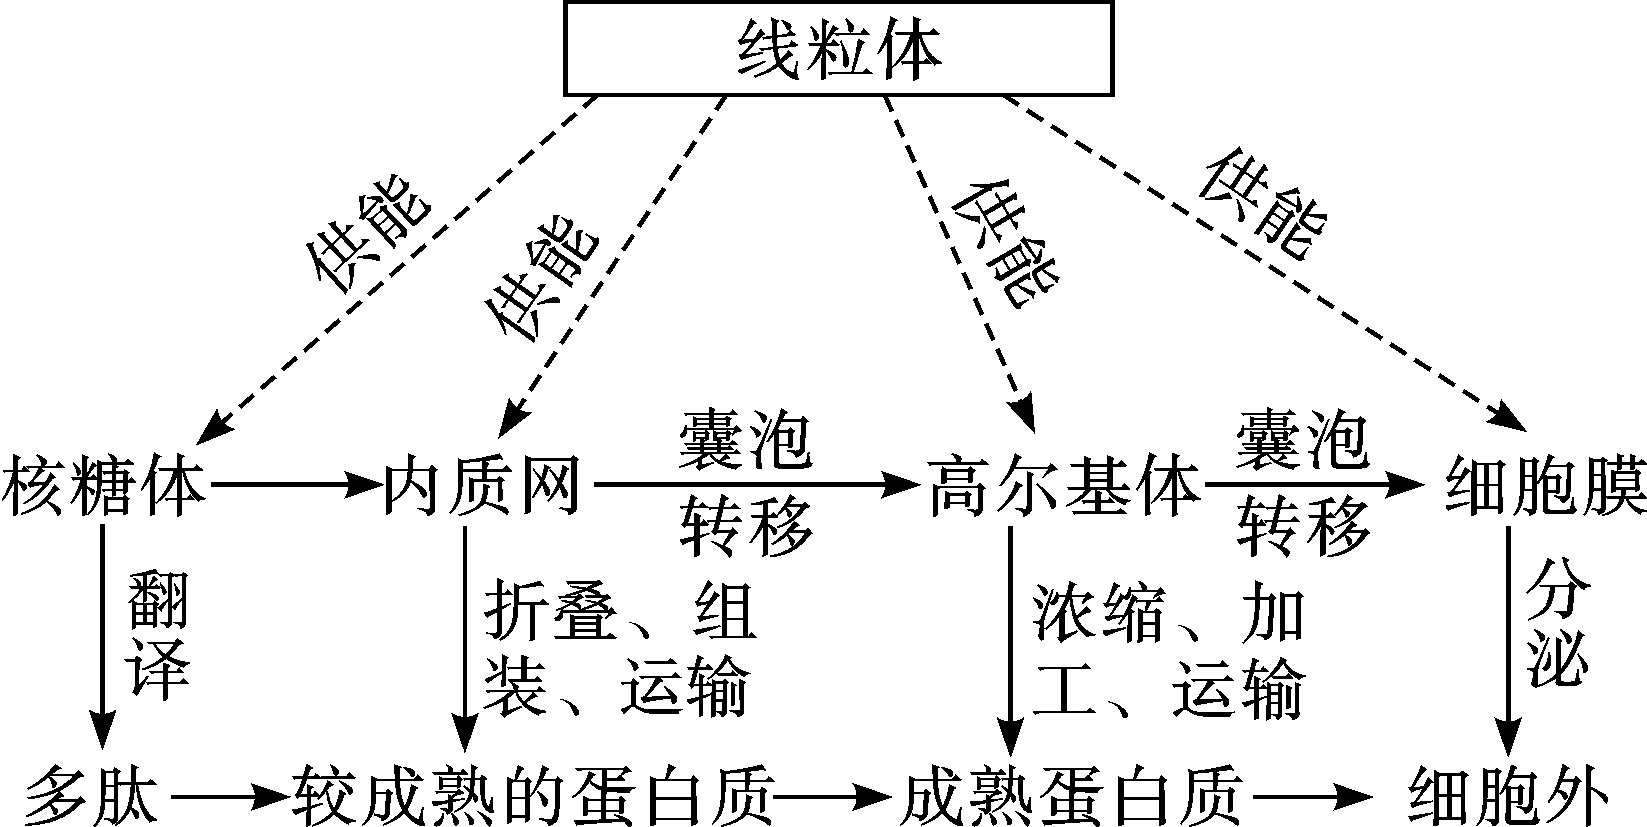 线粒体
供能
供能
供能
供能
囊泡
囊泡
核糖体
内质网
高尔基体
细胞膜
转移
转移
翻
译
折叠、组
装、运输
浓缩、加
工、运输
分
泌
多肽
较成熟的蛋白质
成熟蛋白质
细胞外